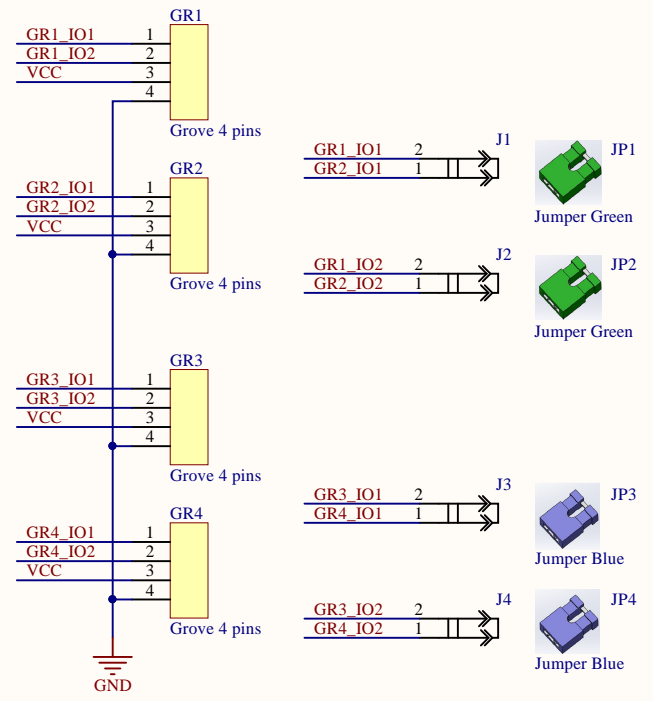 GR1
GR1_IO1 1
GR1_IO2 2
VCC 3
4
Grove 4 pins
GR2
GR2_IO1 1
GR2_IO2 2
VCC 3
4
Grove 4 pins
GR3
GR3_IO1 1
GR3_IO2 2
VCC 3
4
Grove 4 pins
GR4
GR4_IO1 1
GR4_IO2 2
VCC 3
4
Grove 4 pins
GND
J1
GR1_IO1 2
GR2_IO1 1
JP1
Jumper Green
J2
GR1_IO2 2
GR2_IO2 1
JP2
Jumper Green
J3
GR3_IO1 2
GR4_IO1 1
JP3
Jumper Blue
J4
GR3_IO2 2
GR4_IO2 1
JP4
Jumper Blue